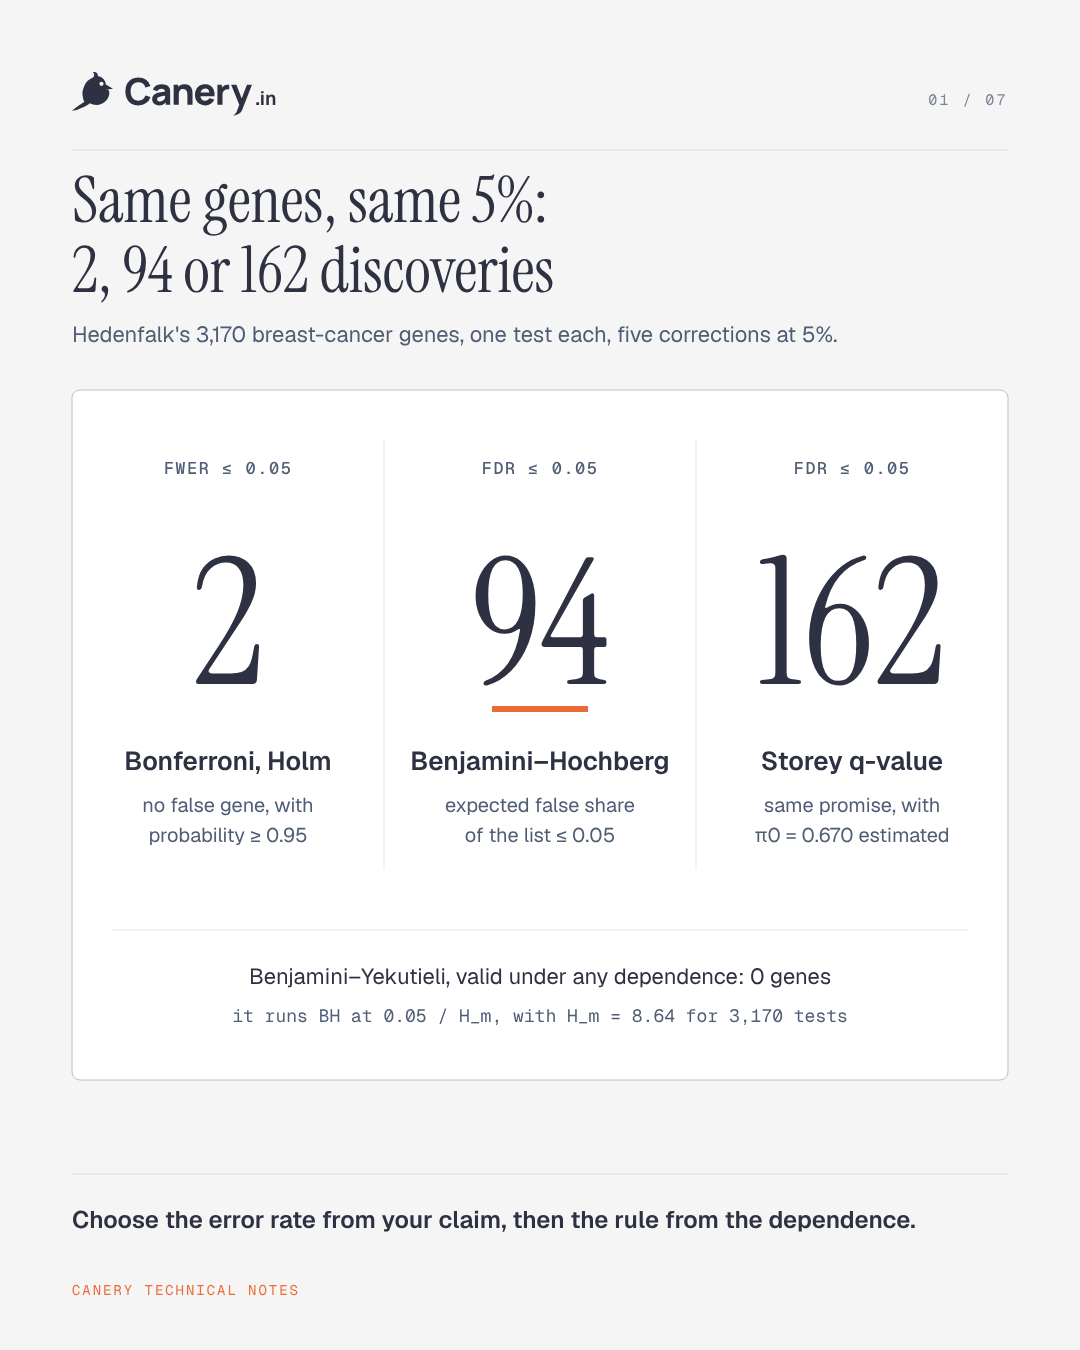 Canery.in
01 / 07
Same genes, same 5%:
2, 94 or 162 discoveries
Hedenfalk's 3,170 breast-cancer genes, one test each, five corrections at 5%.
FWER ≤ 0.05
2
Bonferroni, Holm
no false gene, with
probability ≥ 0.95
FDR ≤ 0.05
94
Benjamini–Hochberg
expected false share
of the list ≤ 0.05
FDR ≤ 0.05
162
Storey q-value
same promise, with
π0 = 0.670 estimated
Benjamini–Yekutieli, valid under any dependence: 0 genes
it runs BH at 0.05 / H_m, with H_m = 8.64 for 3,170 tests
Choose the error rate from your claim, then the rule from the dependence.
CANERY TECHNICAL NOTES